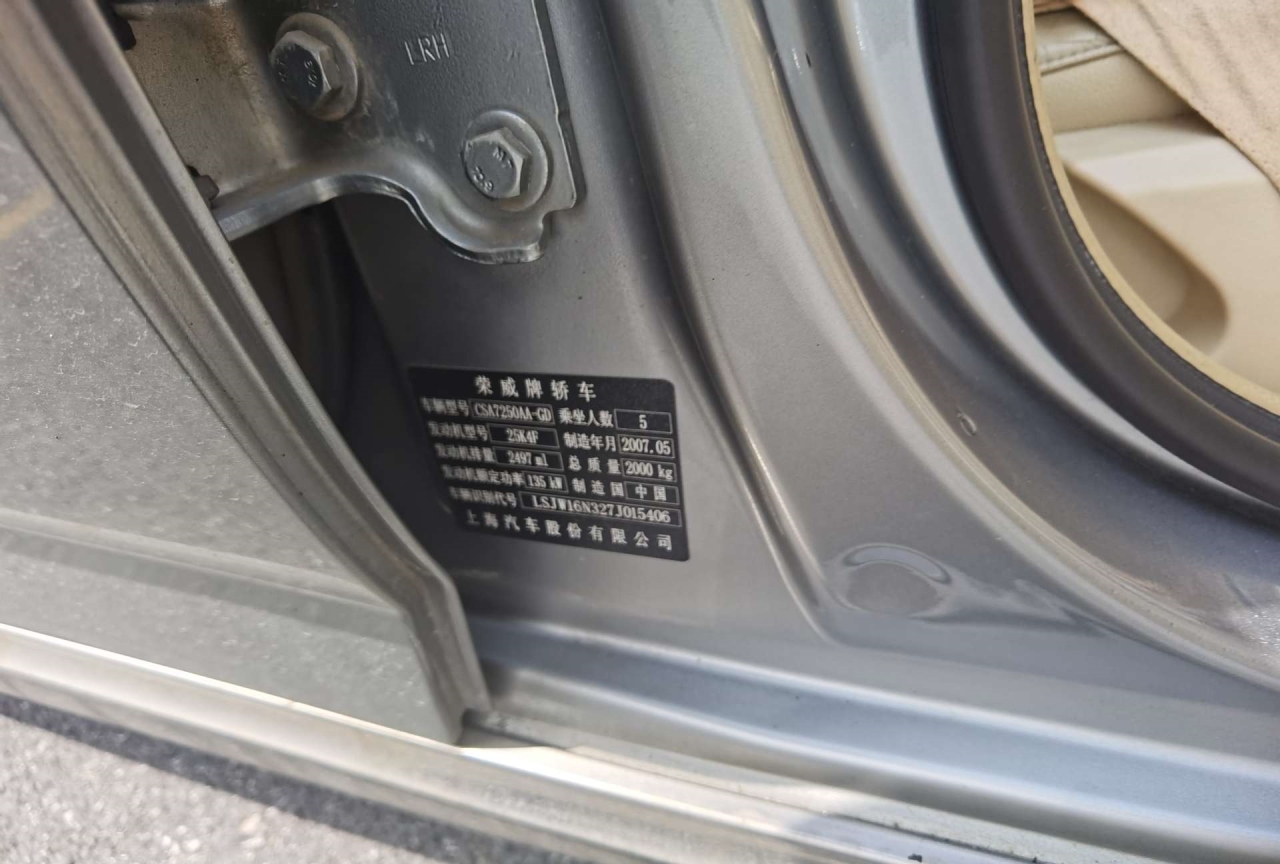 LRH
荣威牌轿车
车辆型号 CSA7250AA-GD 乘坐人数 5
发动机型号 25K4F 制造年月 2007.05
发动机排量 2497 ml 总质量 2000 kg
发动机额定功率 135 kW 制造国 中国
车辆识别代号 LSJW16N327J015406
上海汽车股份有限公司